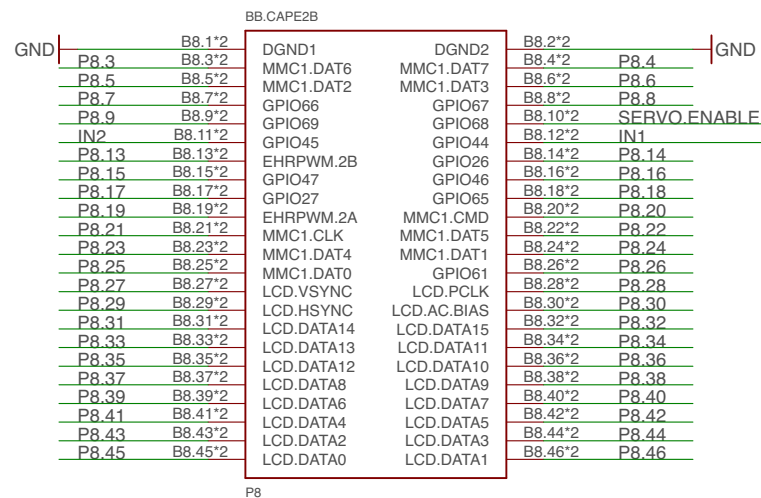 BB.CAPE2B
GND B8.1*2 DGND1 DGND2 B8.2*2 GND
P8.3 B8.3*2 MMC1.DAT6 MMC1.DAT7 B8.4*2 P8.4
P8.5 B8.5*2 MMC1.DAT2 MMC1.DAT3 B8.6*2 P8.6
P8.7 B8.7*2 GPIO66 GPIO67 B8.8*2 P8.8
P8.9 B8.9*2 GPIO69 GPIO68 B8.10*2 SERVO.ENABLE
IN2 B8.11*2 GPIO45 GPIO44 B8.12*2 IN1
P8.13 B8.13*2 EHRPWM.2B GPIO26 B8.14*2 P8.14
P8.15 B8.15*2 GPIO47 GPIO46 B8.16*2 P8.16
P8.17 B8.17*2 GPIO27 GPIO65 B8.18*2 P8.18
P8.19 B8.19*2 EHRPWM.2A MMC1.CMD B8.20*2 P8.20
P8.21 B8.21*2 MMC1.CLK MMC1.DAT5 B8.22*2 P8.22
P8.23 B8.23*2 MMC1.DAT4 MMC1.DAT1 B8.24*2 P8.24
P8.25 B8.25*2 MMC1.DAT0 GPIO61 B8.26*2 P8.26
P8.27 B8.27*2 LCD.VSYNC LCD.PCLK B8.28*2 P8.28
P8.29 B8.29*2 LCD.HSYNC LCD.AC.BIAS B8.30*2 P8.30
P8.31 B8.31*2 LCD.DATA14 LCD.DATA15 B8.32*2 P8.32
P8.33 B8.33*2 LCD.DATA13 LCD.DATA11 B8.34*2 P8.34
P8.35 B8.35*2 LCD.DATA12 LCD.DATA10 B8.36*2 P8.36
P8.37 B8.37*2 LCD.DATA8 LCD.DATA9 B8.38*2 P8.38
P8.39 B8.39*2 LCD.DATA6 LCD.DATA7 B8.40*2 P8.40
P8.41 B8.41*2 LCD.DATA4 LCD.DATA5 B8.42*2 P8.42
P8.43 B8.43*2 LCD.DATA2 LCD.DATA3 B8.44*2 P8.44
P8.45 B8.45*2 LCD.DATA0 LCD.DATA1 B8.46*2 P8.46
P8